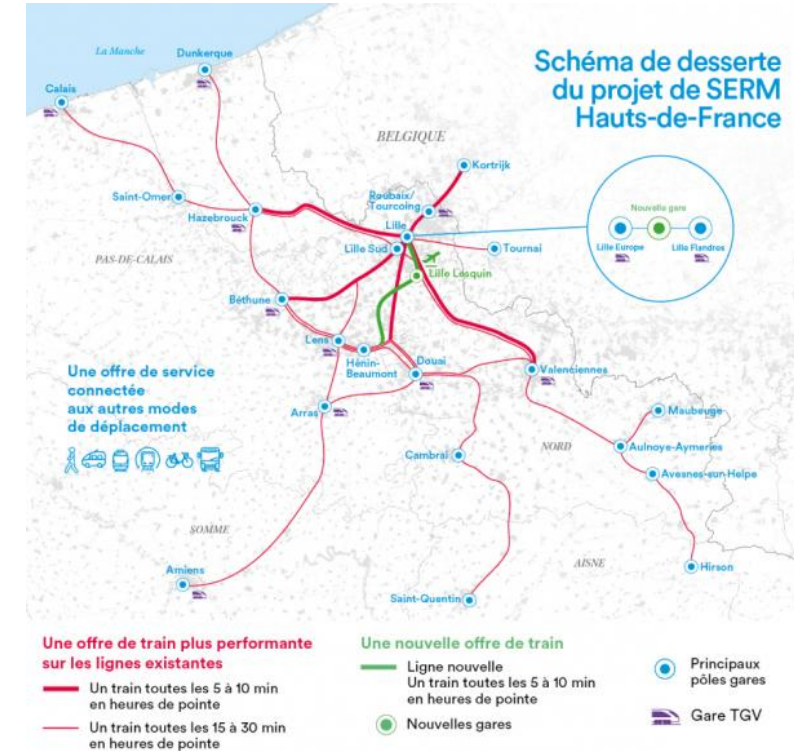 Schéma de desserte
du projet de SERM
Hauts-de-France
La Manche
Dunkerque
Calais
BELGIQUE
Kortrijk
Saint-Omer
Roubaix/
Tourcoing
Hazebrouck
Lille
Lille Sud
Tournai
Nouvelle gare
Lille Europe
Lille Flandres
PAS-DE-CALAIS
Lille Lesquin
Béthune
Lens
Hénin-
Beaumont
Douai
Valenciennes
Une offre de service
connectée
aux autres modes
de déplacement
Arras
Maubeuge
NORD
Aulnoye-Aymeries
Cambrai
Avesnes-sur-Helpe
SOMME
AISNE
Amiens
Hirson
Saint-Quentin
Une offre de train plus performante
sur les lignes existantes
Un train toutes les 5 à 10 min
en heures de pointe
Un train toutes les 15 à 30 min
en heures de pointe
Une nouvelle offre de train
Ligne nouvelle
Un train toutes les 5 à 10 min
en heures de pointe
Nouvelles gares
Principaux
pôles gares
Gare TGV